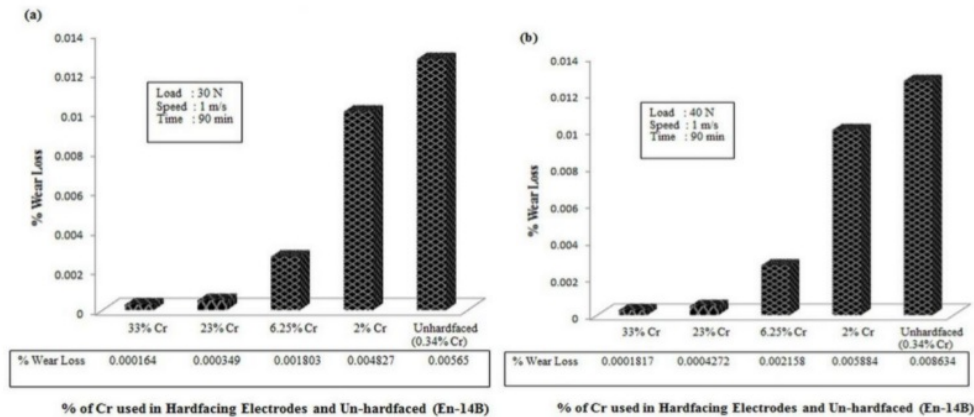 (a)
0.014
0.012
0.01
0.008
0.006
0.004
0.002
0
% Wear Loss
Load : 30 N
Speed : 1 m/s
Time : 90 min
33% Cr 23% Cr 6.25% Cr 2% Cr Unhardfaced
(0.34% Cr)
% Wear Loss 0.000164 0.000349 0.001803 0.004827 0.00565
% of Cr used in Hardfacing Electrodes and Un-hardfaced (En-14B)
(b)
0.014
0.012
0.01
0.008
0.006
0.004
0.002
0
% Wear Loss
Load : 40 N
Speed : 1 m/s
Time : 90 min
33% Cr 23% Cr 6.25% Cr 2% Cr Unhardfaced
(0.34% Cr)
% Wear Loss 0.0001817 0.0004272 0.002158 0.005884 0.008634
% of Cr used in Hardfacing Electrodes and Un-hardfaced (En-14B)